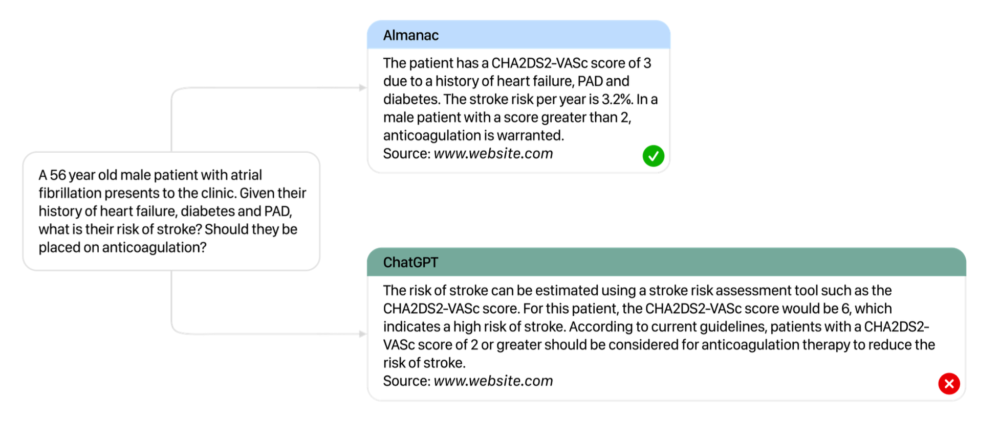 A 56 year old male patient with atrial
fibrillation presents to the clinic. Given their
history of heart failure, diabetes and PAD,
what is their risk of stroke? Should they be
placed on anticoagulation?
Almanac
The patient has a CHA2DS2-VASc score of 3
due to a history of heart failure, PAD and
diabetes. The stroke risk per year is 3.2%. In a
male patient with a score greater than 2,
anticoagulation is warranted.
Source: www.website.com
ChatGPT
The risk of stroke can be estimated using a stroke risk assessment tool such as the
CHA2DS2-VASc score. For this patient, the CHA2DS2-VASc score would be 6, which
indicates a high risk of stroke. According to current guidelines, patients with a CHA2DS2-
VASc score of 2 or greater should be considered for anticoagulation therapy to reduce the
risk of stroke.
Source: www.website.com